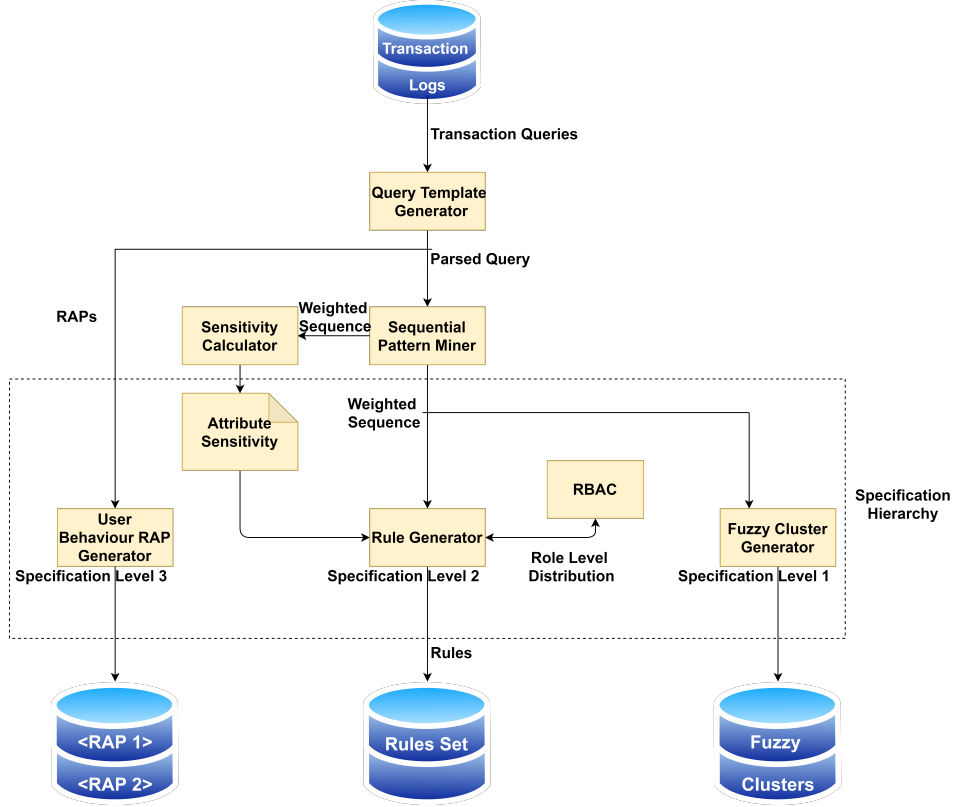 Transaction
Logs
Transaction Queries
Query Template
Generator
Parsed Query
RAPs
Weighted
Sequence
Sensitivity
Calculator
Sequential
Pattern Miner
Attribute
Sensitivity
Weighted
Sequence
RBAC
Specification
Hierarchy
User
Behaviour RAP
Generator
Rule Generator
Fuzzy Cluster
Generator
Role Level
Distribution
Specification Level 3
Specification Level 2
Specification Level 1
Rules
<RAP 1>
<RAP 2>
Rules Set
Fuzzy
Clusters